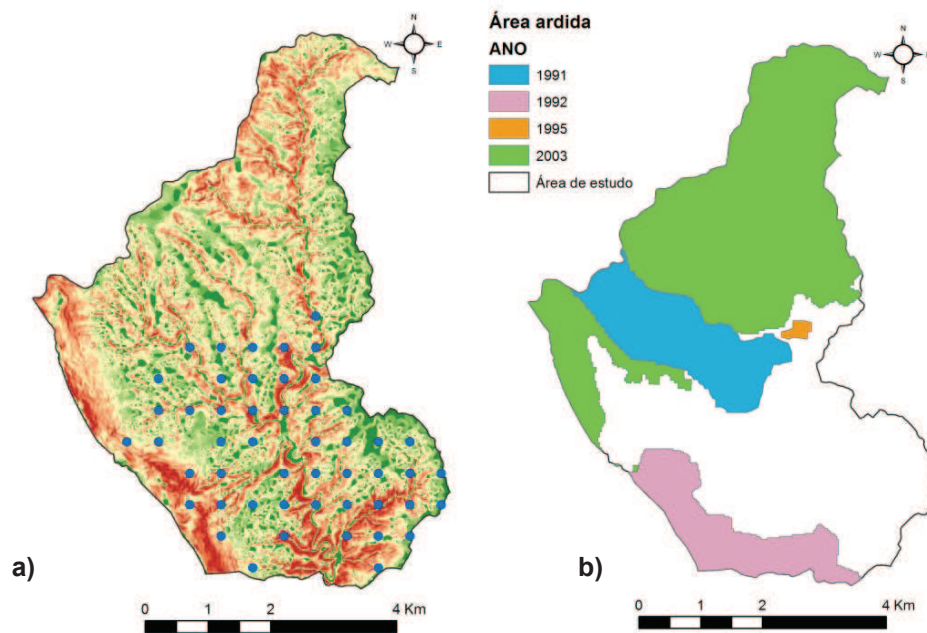 N
W E
S
a)
0 1 2 4 Km
Área ardida
ANO
1991
1992
1995
2003
Área de estudo
N
W E
S
b)
0 1 2 4 Km